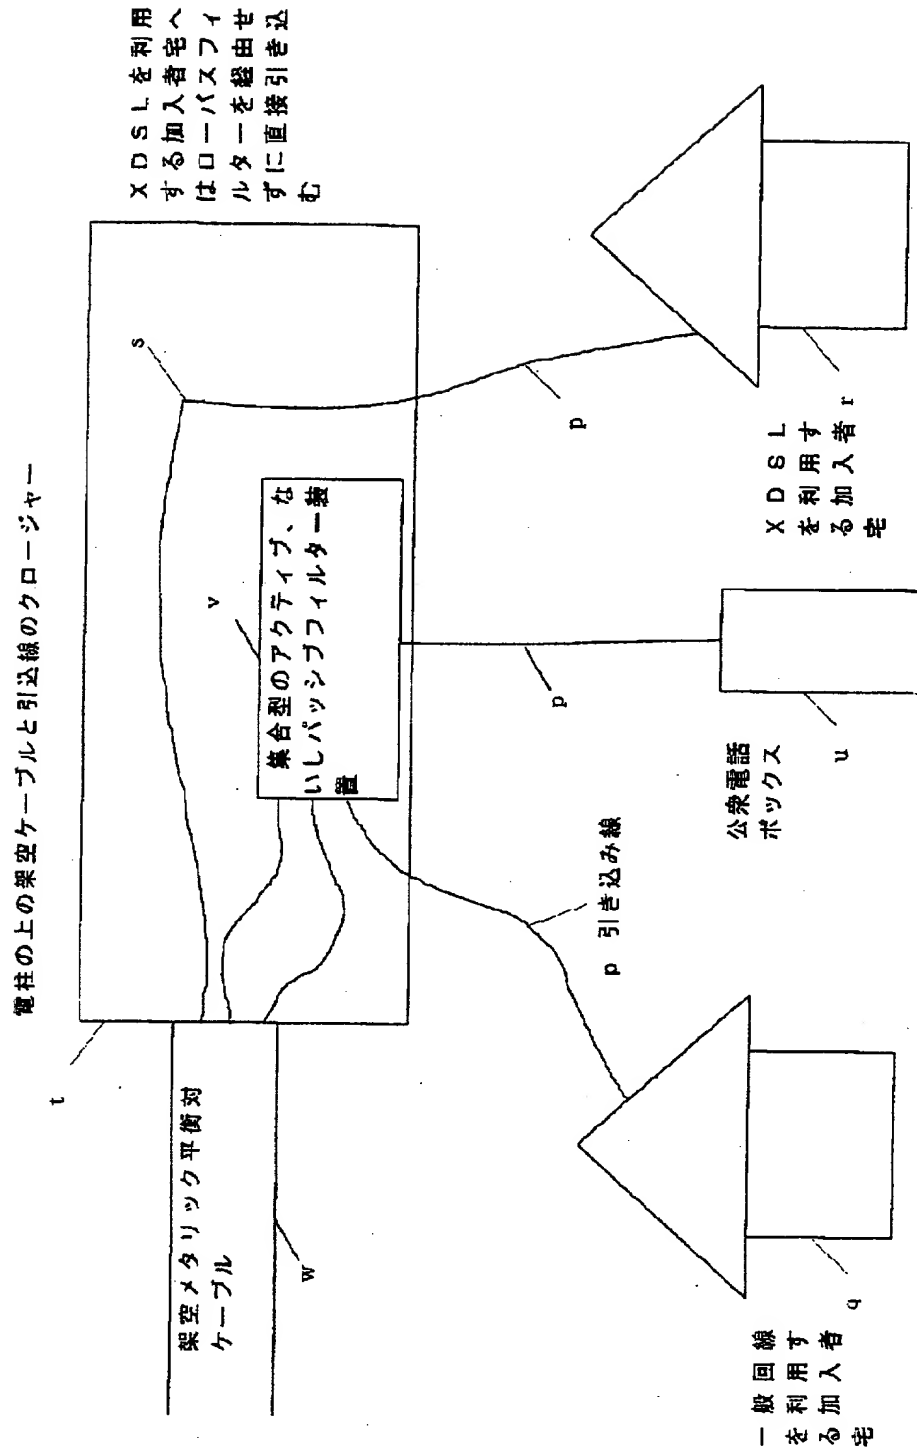 電柱の上の架空ケーブルと引込線のクロージャー
t
架空メタリック平衡対
ケーブル
w
v
集合型のアクティブ、な
いしパッシブフィルター装
置
s
XDSLを利用
する加入者宅へ
はローパスフィ
ルターを経由せ
ずに直接引き込
む
p 引き込み線
p
p
一般回線
を利用す
る加入者
宅
q
公衆電話
ボックス
u
XDSL
を利用す
る加入者
宅
r